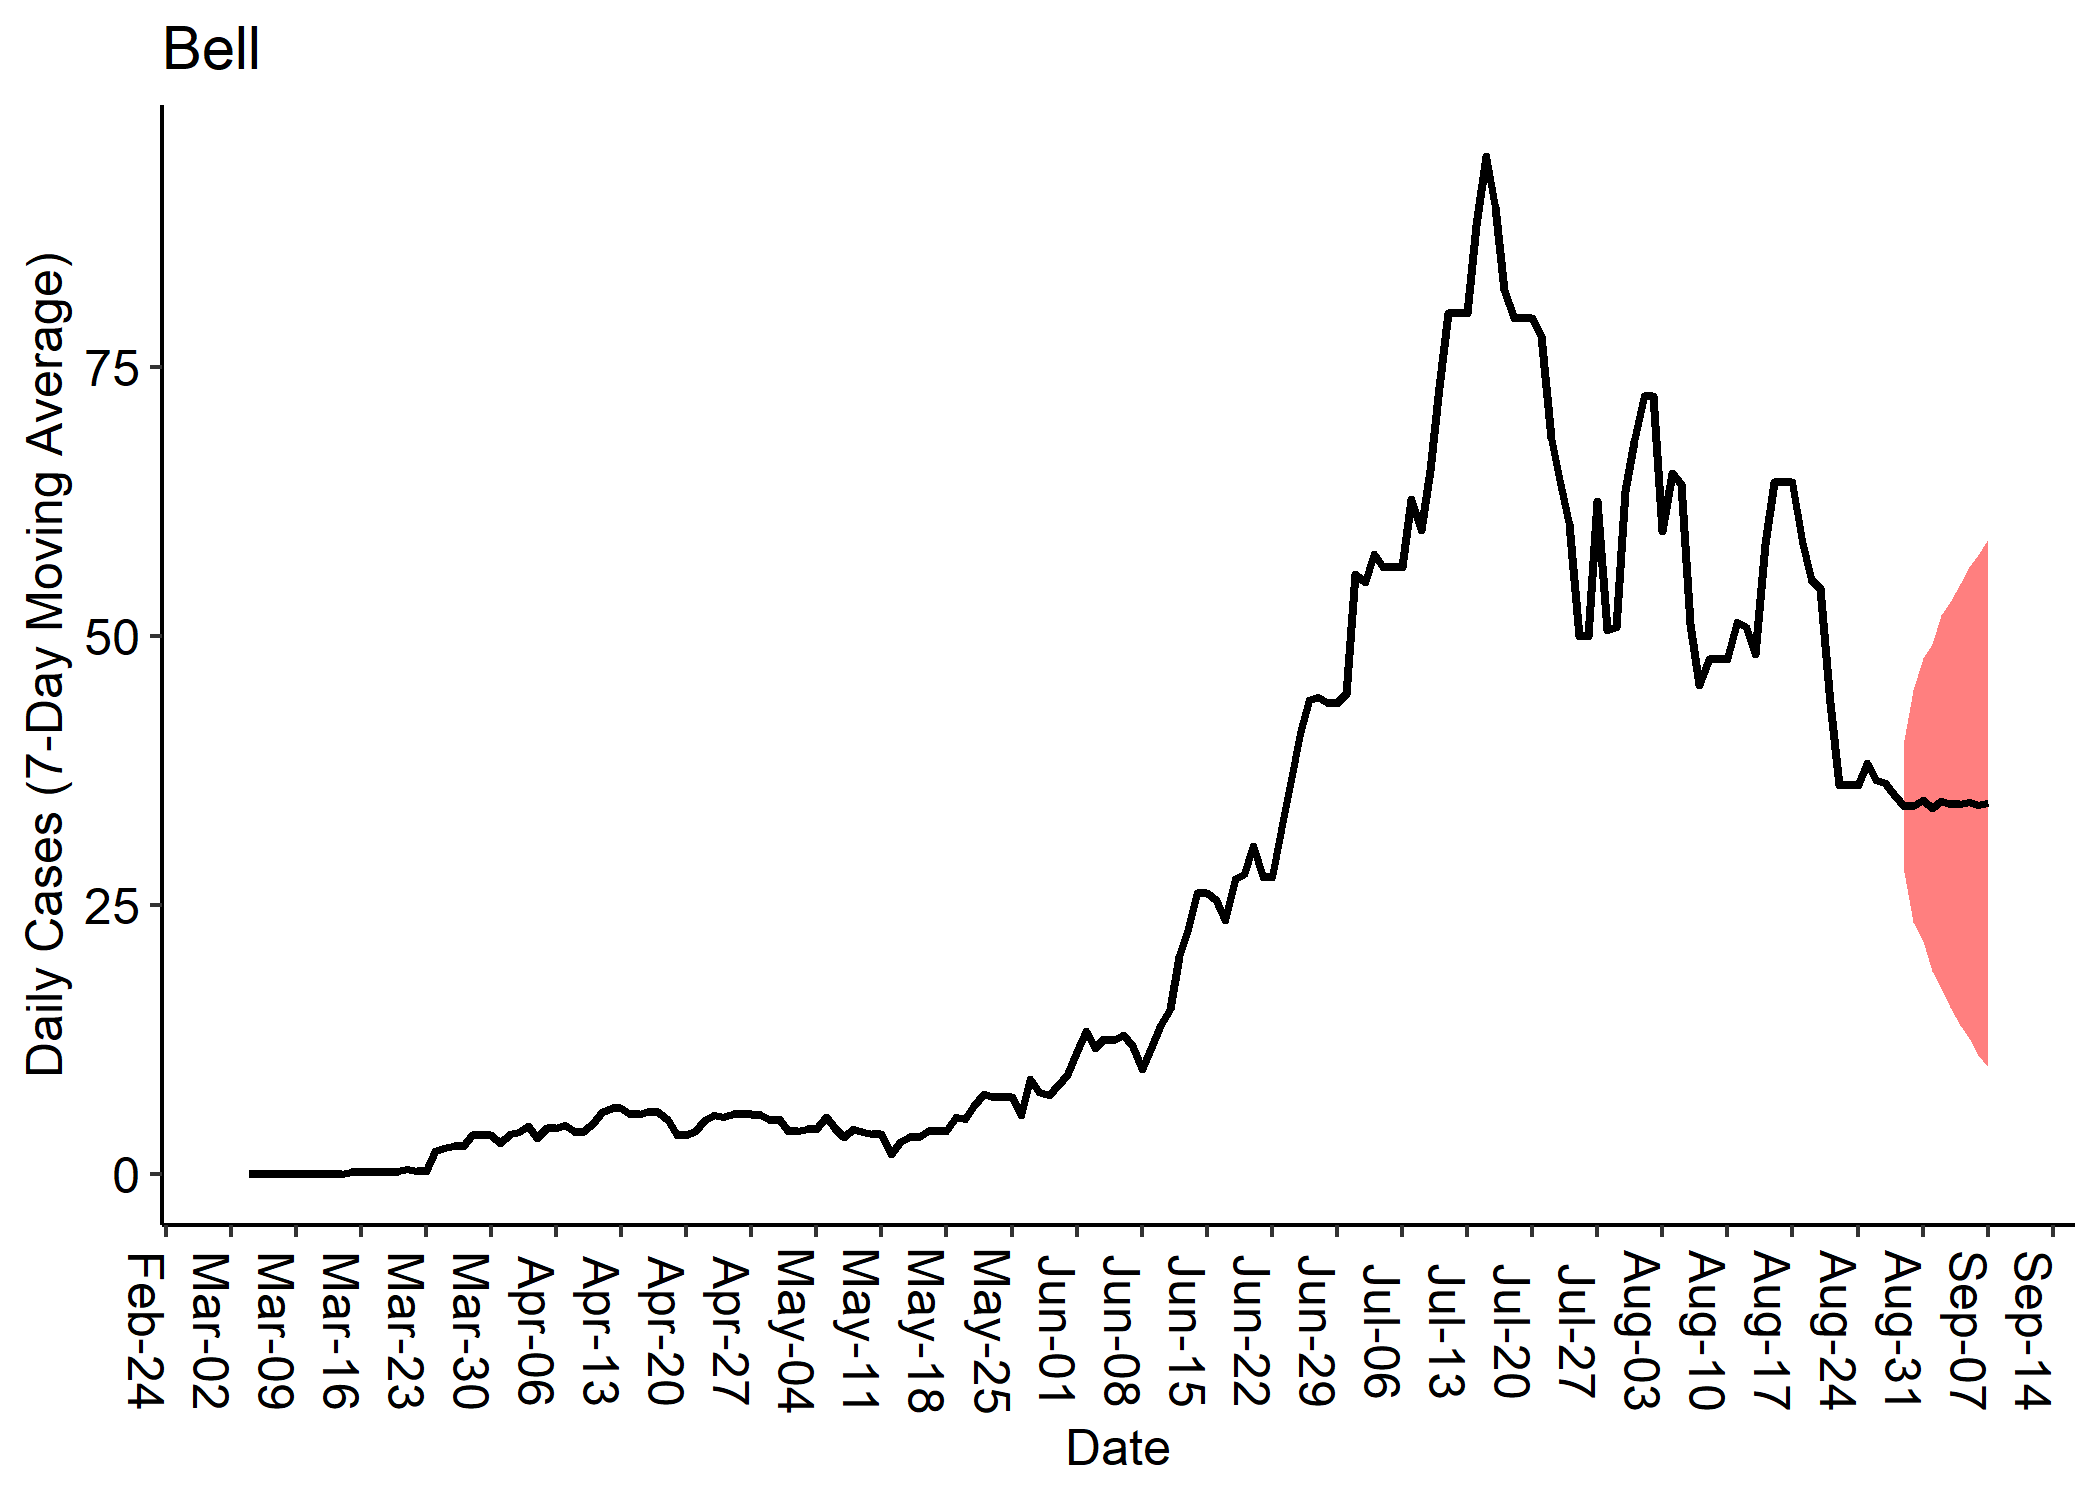 Bell
Daily Cases (7-Day Moving Average)
75
50
25
0
Feb-24
Mar-02
Mar-09
Mar-16
Mar-23
Mar-30
Apr-06
Apr-13
Apr-20
Apr-27
May-04
May-11
May-18
May-25
Jun-01
Jun-08
Jun-15
Jun-22
Jun-29
Jul-06
Jul-13
Jul-20
Jul-27
Aug-03
Aug-10
Aug-17
Aug-24
Aug-31
Sep-07
Sep-14
Date